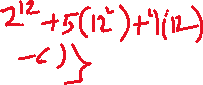 2^12 + 5(12^2) + 4(12)
-6)}